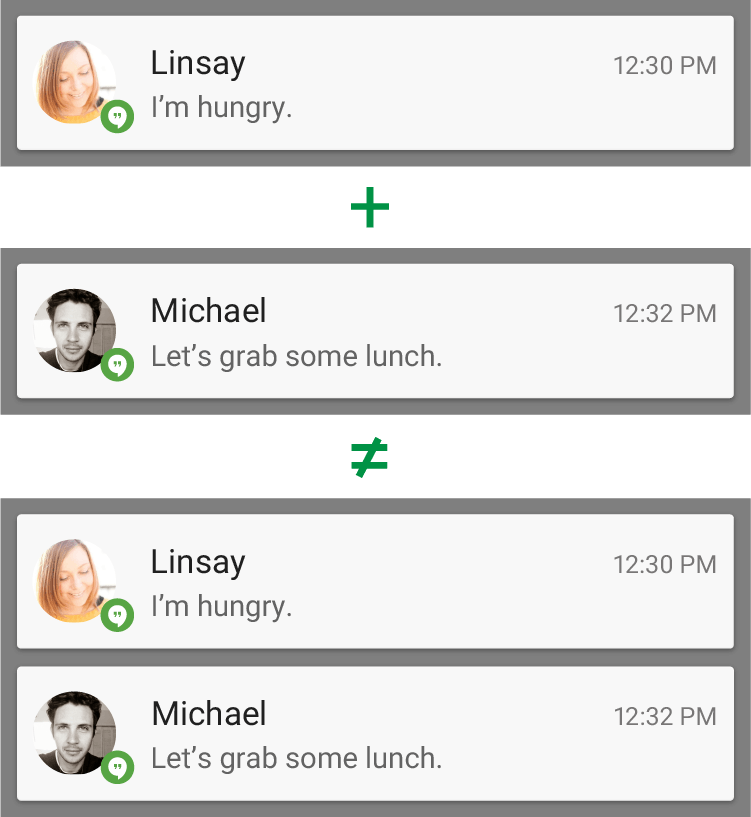 Linsay 12:30 PM
I’m hungry.
+
Michael 12:32 PM
Let’s grab some lunch.
≠
Linsay 12:30 PM
I’m hungry.
Michael 12:32 PM
Let’s grab some lunch.